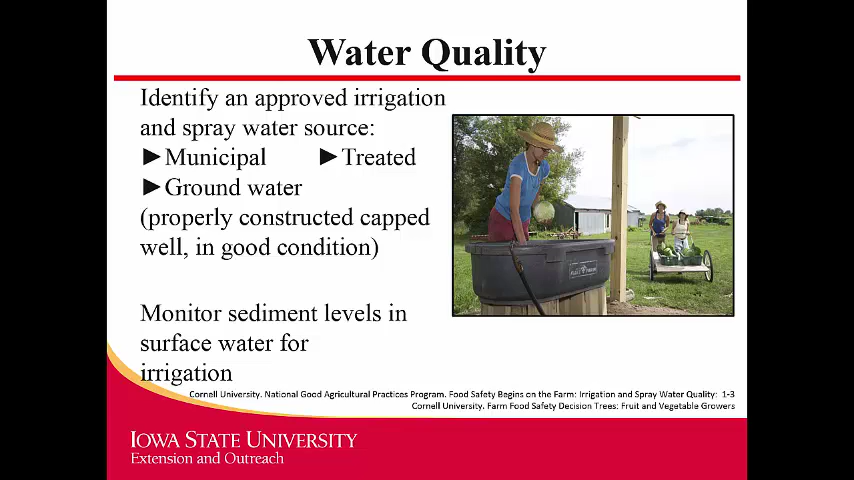 Water Quality
Identify an approved irrigation
and spray water source:
►Municipal ►Treated
►Ground water
(properly constructed capped
well, in good condition)
Monitor sediment levels in
surface water for
irrigation
Cornell University. National Good Agricultural Practices Program. Food Safety Begins on the Farm: Irrigation and Spray Water Quality: 1-3
Cornell University. Farm Food Safety Decision Trees: Fruit and Vegetable Growers
IOWA STATE UNIVERSITY
Extension and Outreach